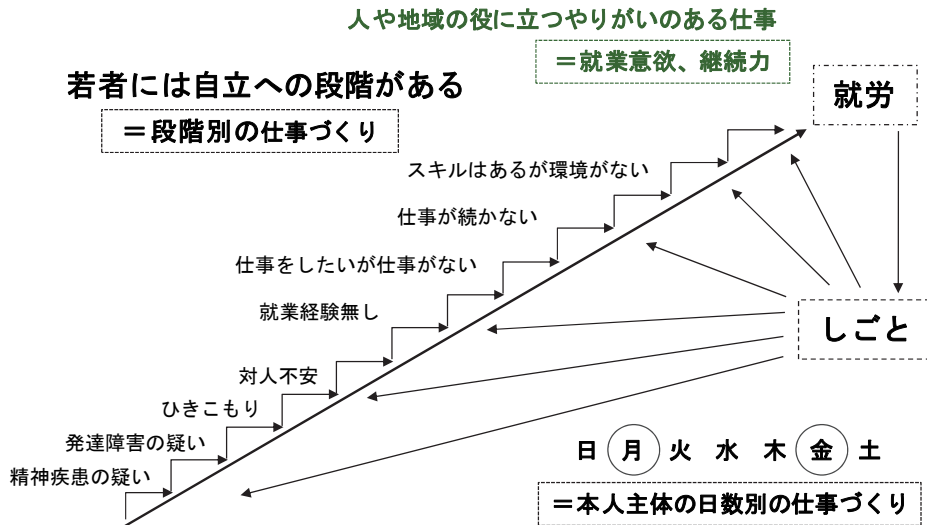 人や地域の役に立つやりがいのある仕事
＝就業意欲、継続力
若者には自立への段階がある
＝段階別の仕事づくり
就労
スキルはあるが環境がない
仕事が続かない
仕事をしたいが仕事がない
就業経験無し
しごと
対人不安
ひきこもり
発達障害の疑い
精神疾患の疑い
日 月 火 水 木 金 土
＝本人主体の日数別の仕事づくり